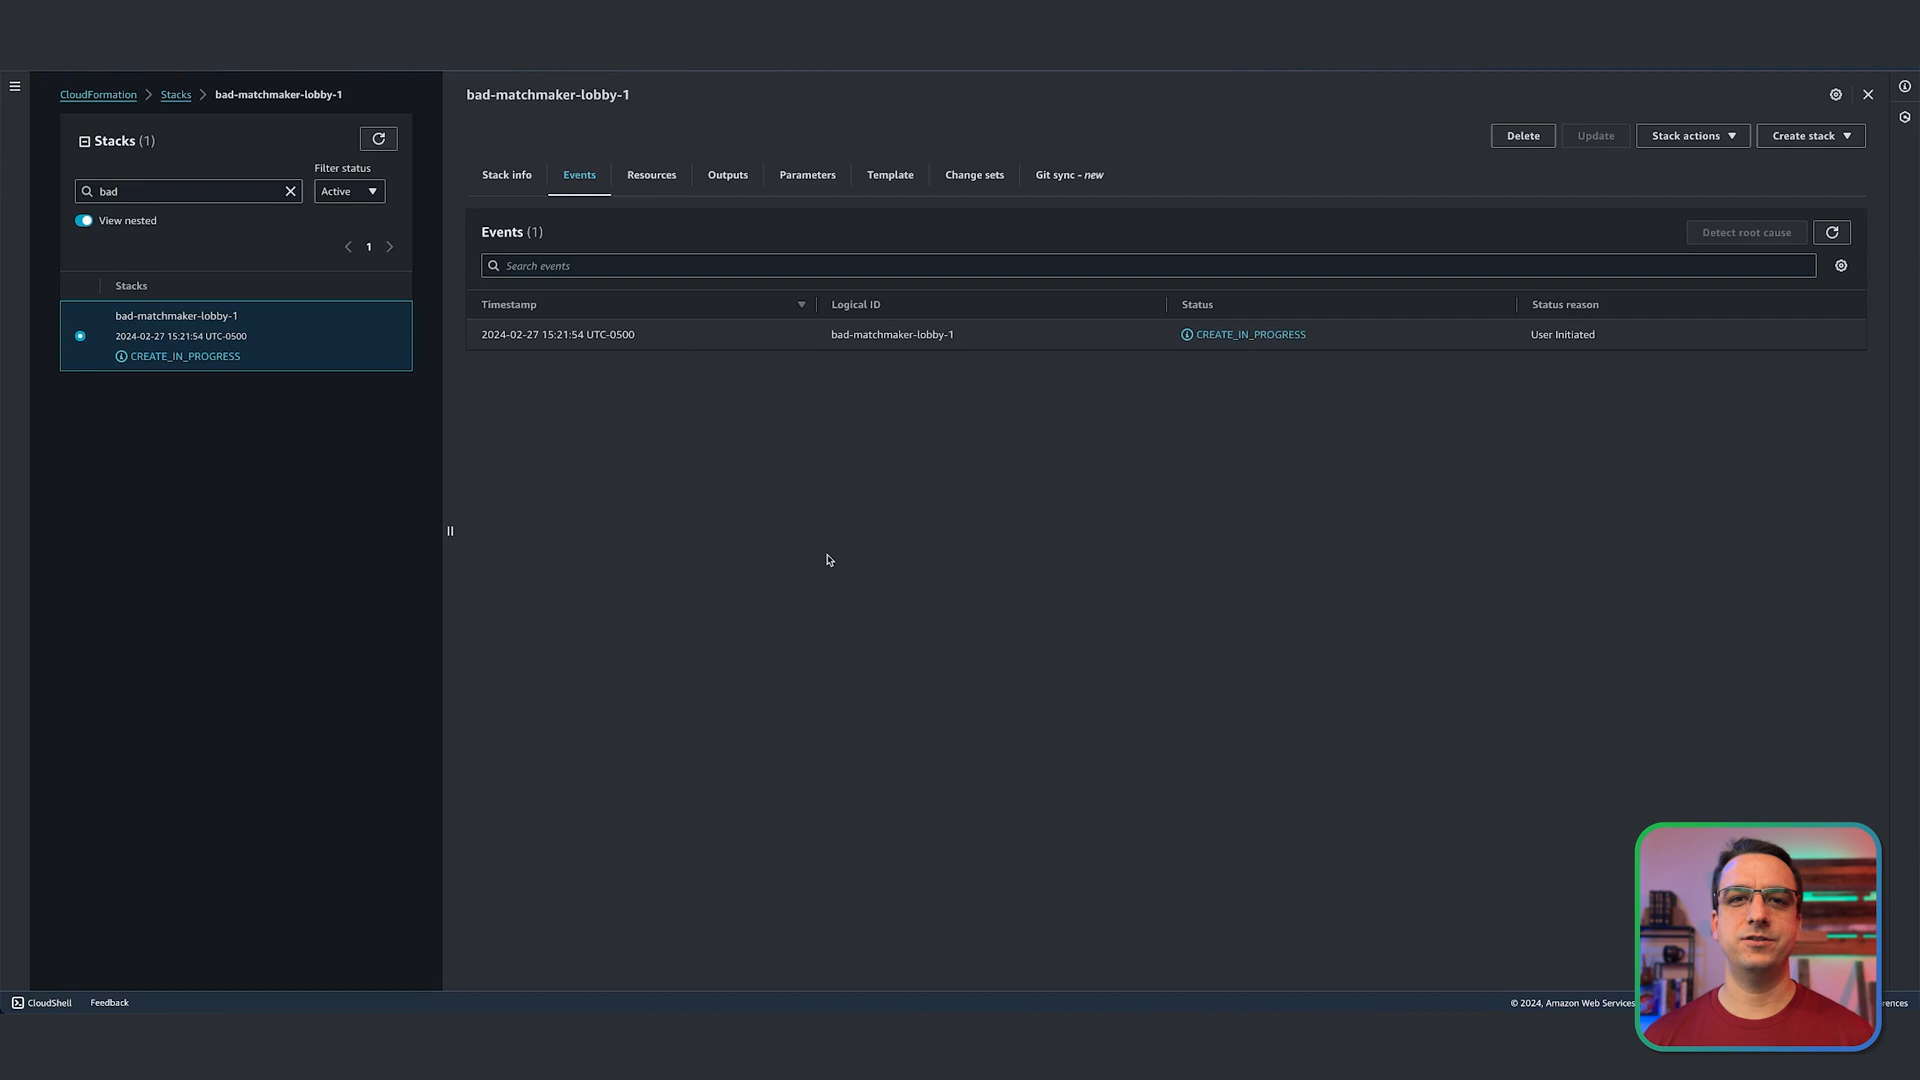 CloudFormation > Stacks > bad-matchmaker-lobby-1
Stacks (1)
Filter status
bad
Active
View nested
1
Stacks
bad-matchmaker-lobby-1
2024-02-27 15:21:54 UTC-0500
CREATE_IN_PROGRESS
bad-matchmaker-lobby-1
Delete Update Stack actions Create stack
Stack info Events Resources Outputs Parameters Template Change sets Git sync - new
Events (1)
Detect root cause
Search events
Timestamp Logical ID Status Status reason
2024-02-27 15:21:54 UTC-0500 bad-matchmaker-lobby-1 CREATE_IN_PROGRESS User Initiated
CloudShell Feedback © 2024, Amazon Web Services